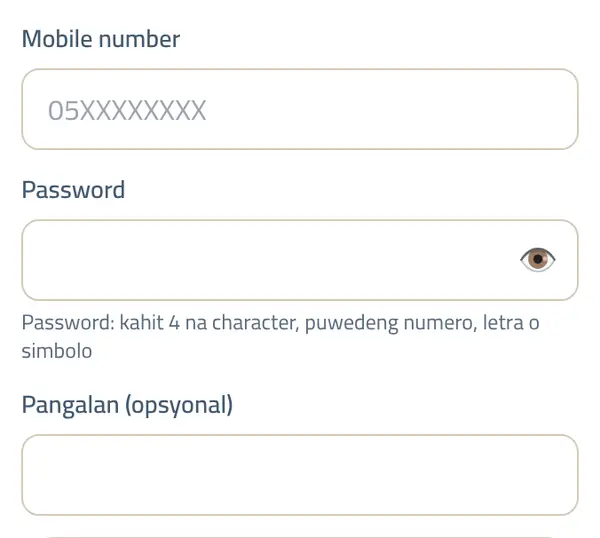 Mobile number
05XXXXXXXX
Password
Password: kahit 4 na character, puwedeng numero, letra o
simbolo
Pangalan (opsyonal)